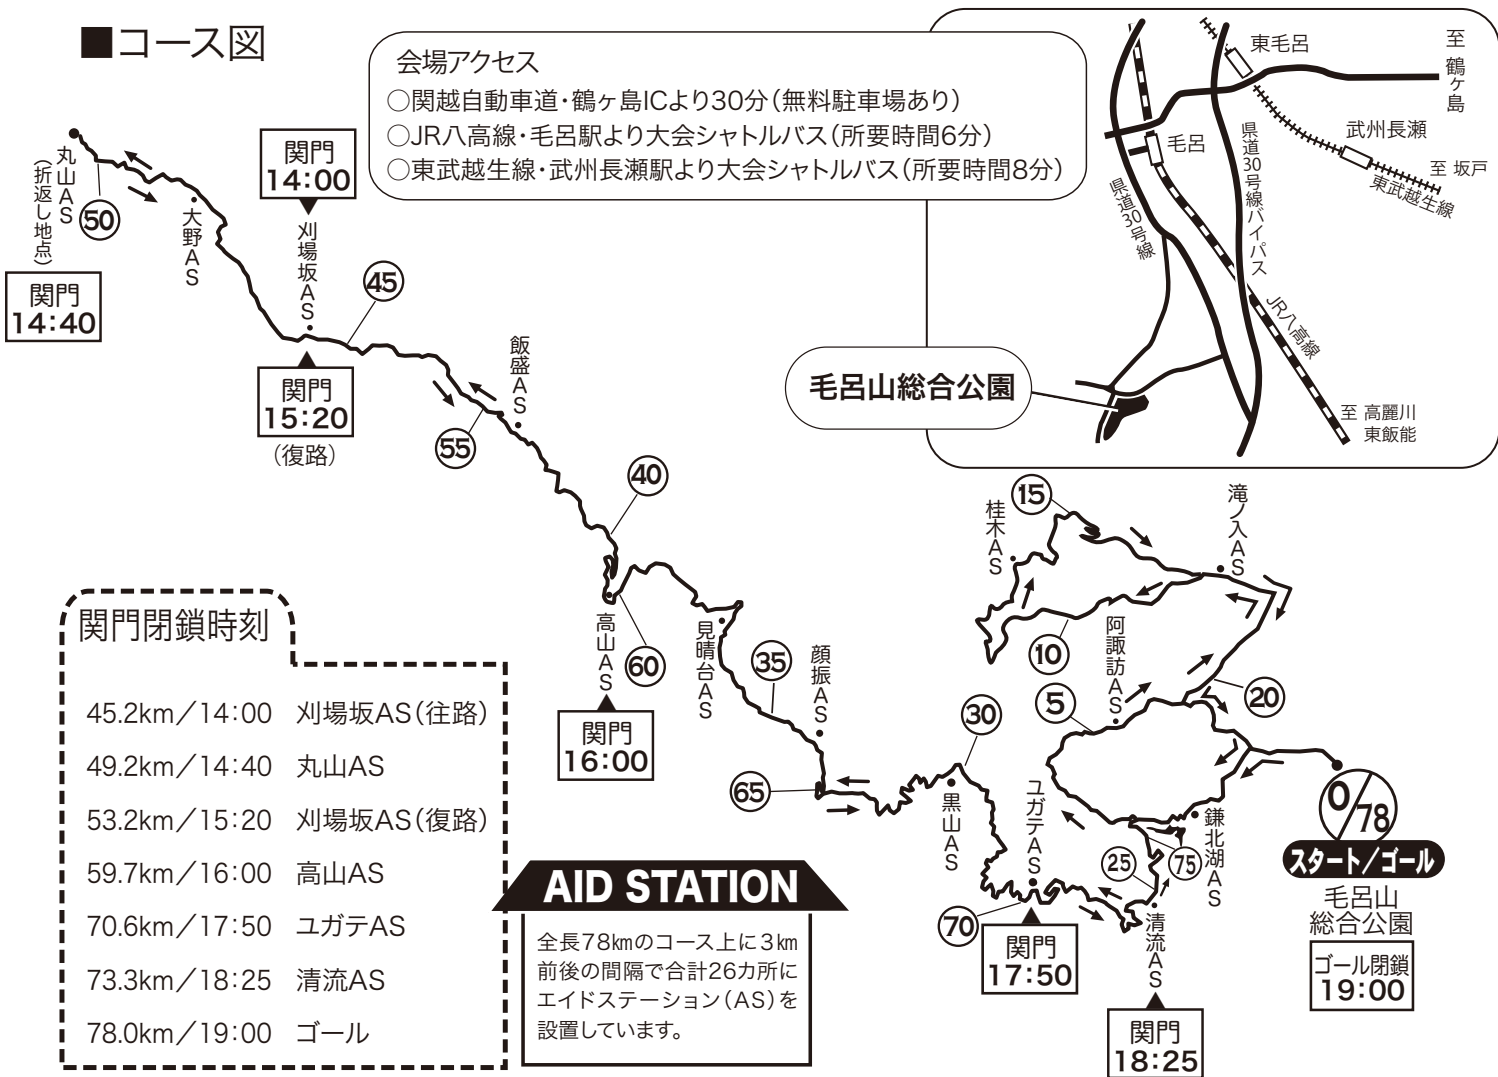 ■コース図
会場アクセス
○関越自動車道・鶴ヶ島ICより30分(無料駐車場あり)
○JR八高線・毛呂駅より大会シャトルバス(所要時間6分)
○東武越生線・武州長瀬駅より大会シャトルバス(所要時間8分)
東毛呂
至 鶴ヶ島
毛呂
武州長瀬
至 坂戸
東武越生線
県道30号線
県道30号線バイパス
JR八高線
至 高麗川
東飯能
毛呂山総合公園
丸山AS
(折返し地点)
関門
14:40
50
大野AS
関門
14:00
刈場坂AS
45
関門
15:20
(復路)
飯盛AS
55
40
高山AS
60
関門
16:00
見晴台AS
35
顔振AS
65
30
黒山AS
ユガテAS
70
関門
17:50
桂木AS
15
滝ノ入AS
10
阿諏訪AS
5
20
25
75
鎌北湖AS
清流AS
関門
18:25
0/78
スタート/ゴール
毛呂山
総合公園
ゴール閉鎖
19:00
関門閉鎖時刻
45.2km/14:00 刈場坂AS(往路)
49.2km/14:40 丸山AS
53.2km/15:20 刈場坂AS(復路)
59.7km/16:00 高山AS
70.6km/17:50 ユガテAS
73.3km/18:25 清流AS
78.0km/19:00 ゴール
AID STATION
全長78㎞のコース上に3㎞
前後の間隔で合計26カ所に
エイドステーション(AS)を
設置しています。